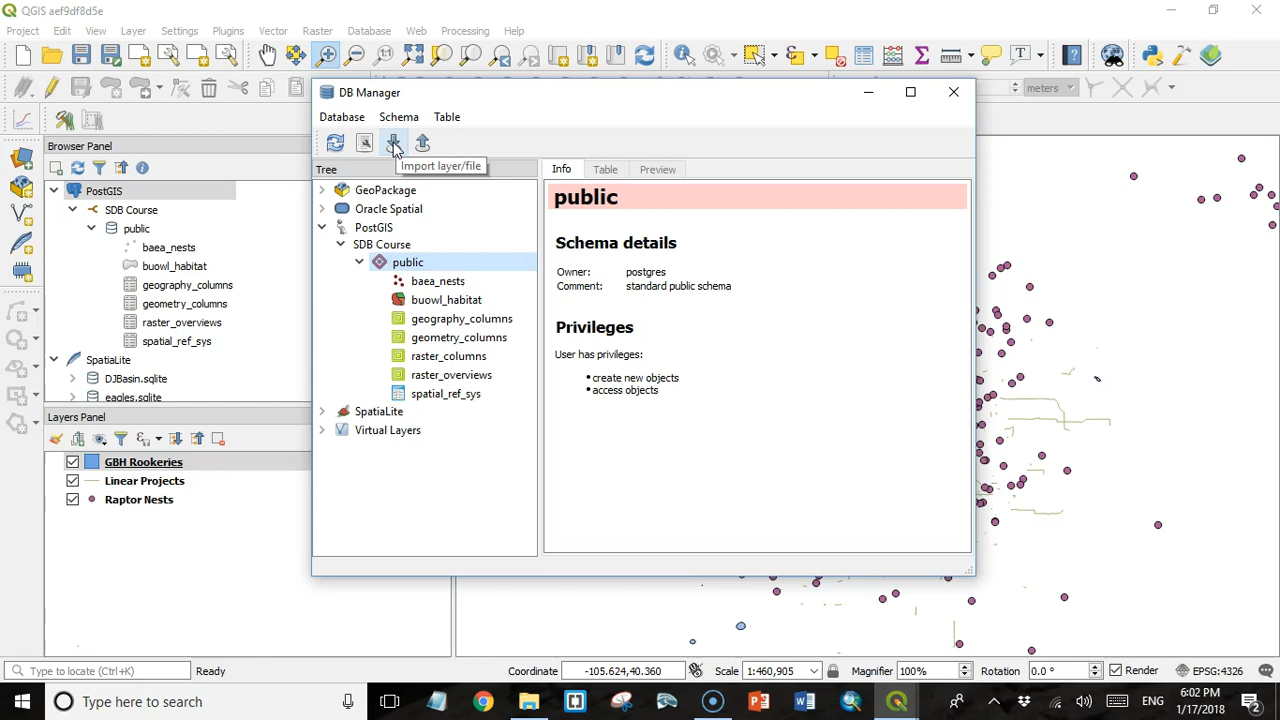 QGIS aef9df8d5e
Project Edit View Layer Settings Plugins Vector Raster Database Web Processing Help
meters
DB Manager
Database Schema Table
Import layer/file
Browser Panel
PostGIS
SDB Course
public
baea_nests
buowl_habitat
geography_columns
geometry_columns
raster_overviews
spatial_ref_sys
SpatiaLite
DJBasin.sqlite
eagles.sqlite
Layers Panel
GBH Rookeries
Linear Projects
Raptor Nests
Tree
GeoPackage
Oracle Spatial
PostGIS
SDB Course
public
baea_nests
buowl_habitat
geography_columns
geometry_columns
raster_columns
raster_overviews
spatial_ref_sys
SpatiaLite
Virtual Layers
Info Table Preview
public
Schema details
Owner: postgres
Comment: standard public schema
Privileges
User has privileges:
• create new objects
• access objects
Type to locate (Ctrl+K) Ready Coordinate -105.624,40.360 Scale 1:460,905 Magnifier 100% Rotation 0.0 ° Render EPSG:4326
Type here to search
ENG
6:02 PM
1/17/2018
2